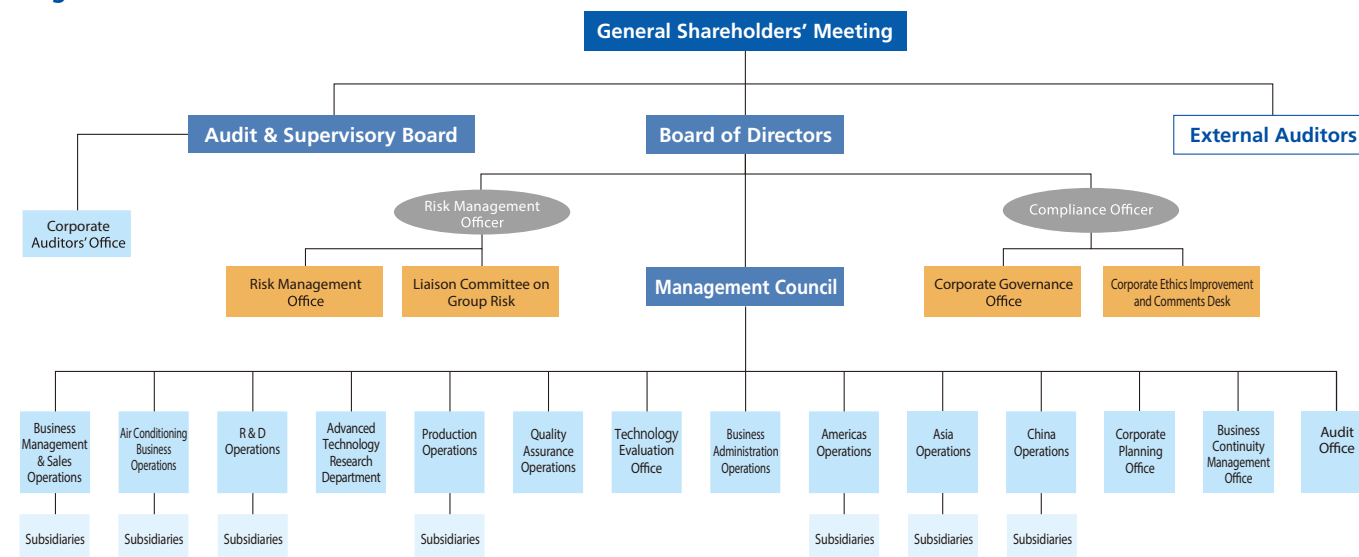 General Shareholders' Meeting
Audit & Supervisory Board
Board of Directors
External Auditors
Risk Management
Officer
Compliance Officer
Corporate
Auditors' Office
Risk Management
Office
Liaison Committee on
Group Risk
Management Council
Corporate Governance
Office
Corporate Ethics Improvement
and Comments Desk
Business
Management
& Sales
Operations
Air Conditioning
Business
Operations
R & D
Operations
Advanced
Technology
Research
Department
Production
Operations
Quality
Assurance
Operations
Technology
Evaluation
Office
Business
Administration
Operations
Americas
Operations
Asia
Operations
China
Operations
Corporate
Planning
Office
Business
Continuity
Management
Office
Audit
Office
Subsidiaries
Subsidiaries
Subsidiaries
Subsidiaries
Subsidiaries
Subsidiaries
Subsidiaries